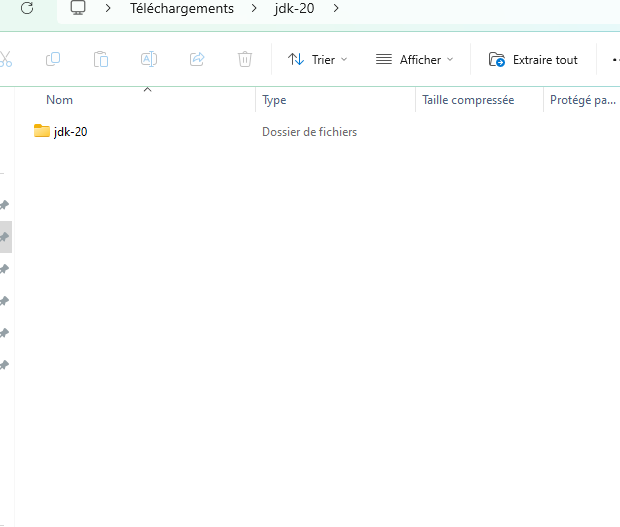 Téléchargements > jdk-20 >
Trier Afficher Extraire tout
Nom Type Taille compressée Protégé pa...
jdk-20 Dossier de fichiers